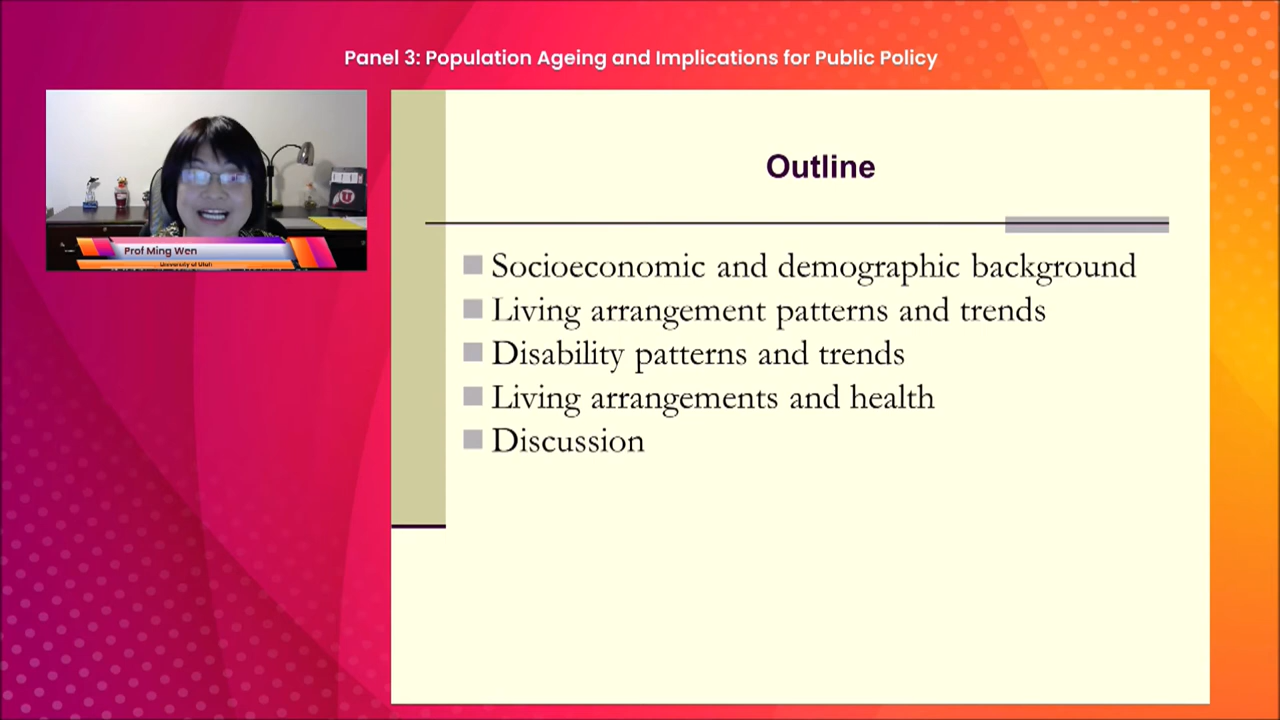 Panel 3: Population Ageing and Implications for Public Policy
Prof Ming Wen
University of Utah
U
Outline
Socioeconomic and demographic background
Living arrangement patterns and trends
Disability patterns and trends
Living arrangements and health
Discussion